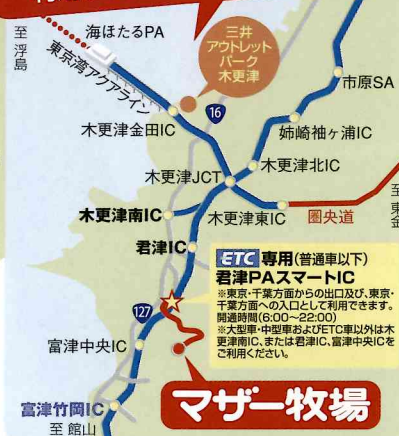 至 浮島
海ほたるPA
東京湾アクアライン
三井
アウトレット
パーク
木更津
市原SA
16
木更津金田IC
姉崎袖ヶ浦IC
木更津JCT
木更津北IC
至 東金
木更津南IC
木更津東IC
圏央道
君津IC
ETC 専用(普通車以下)
君津PAスマートIC
※東京・千葉方面からの出口及び、東京・
千葉方面への入口として利用できます。
開通時間(6:00〜22:00)
※大型車・中型車およびETC車以外は木
更津南IC、または君津IC、富津中央ICを
ご利用ください。
127
富津中央IC
マザー牧場
富津竹岡IC
至 館山